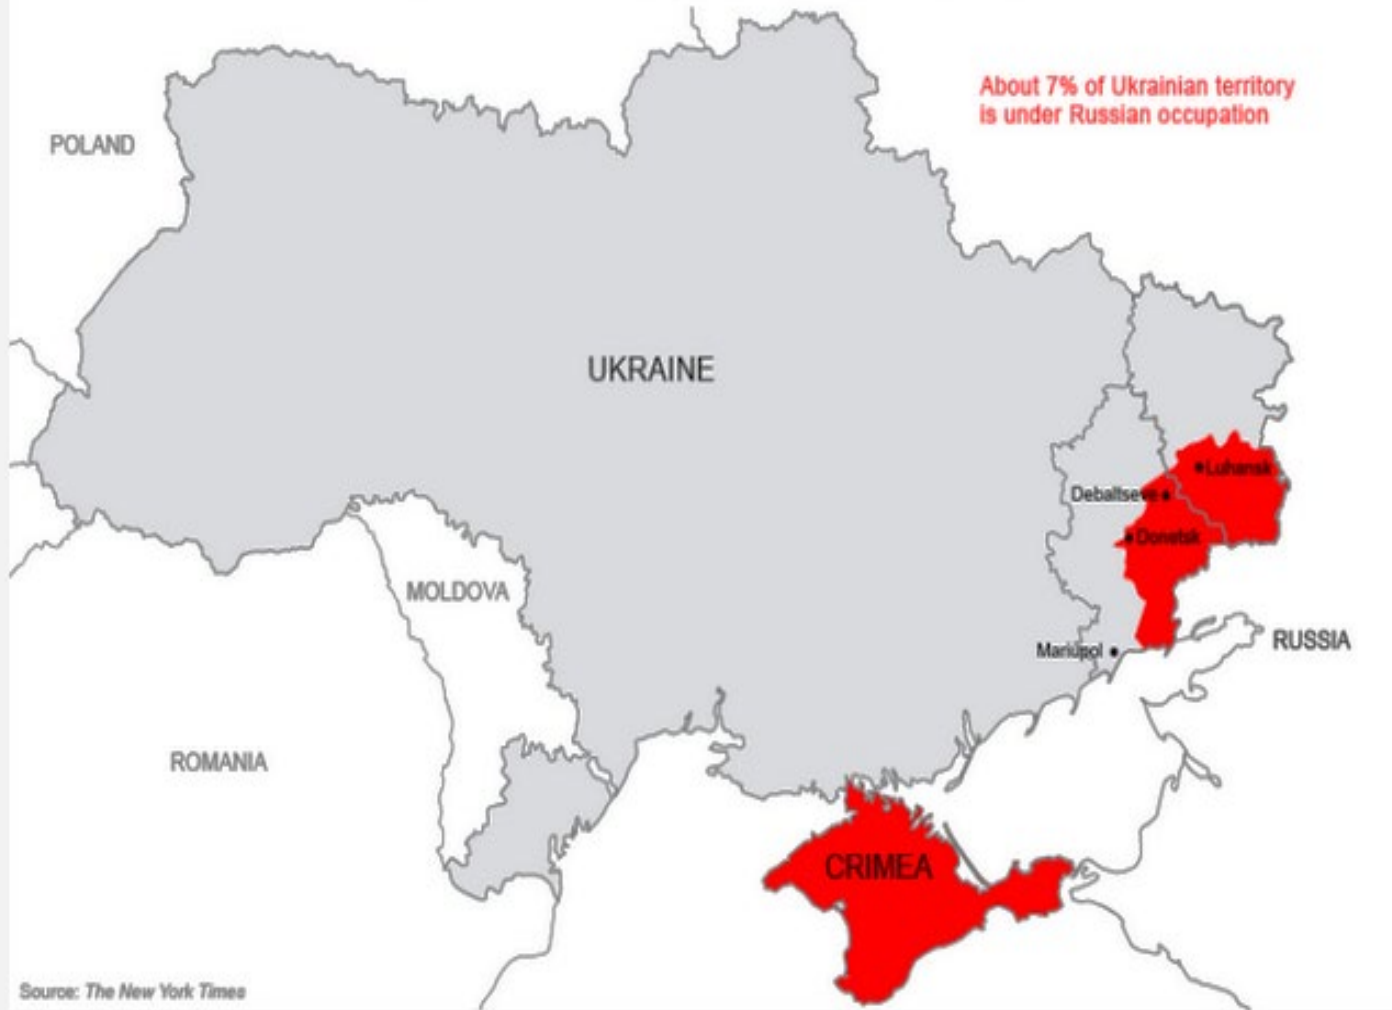 About 7% of Ukrainian territory
is under Russian occupation
POLAND
UKRAINE
Luhansk
Debaltseve
Donetsk
MOLDOVA
RUSSIA
Mariupol
ROMANIA
CRIMEA
Source: The New York Times